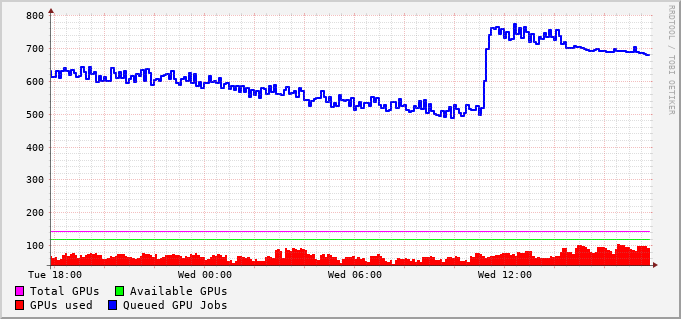 800
700
600
500
400
300
200
100
Tue 18:00 Wed 00:00 Wed 06:00 Wed 12:00
Total GPUs Available GPUs
GPUs used Queued GPU Jobs
RRDTOOL / TOBI OETIKER